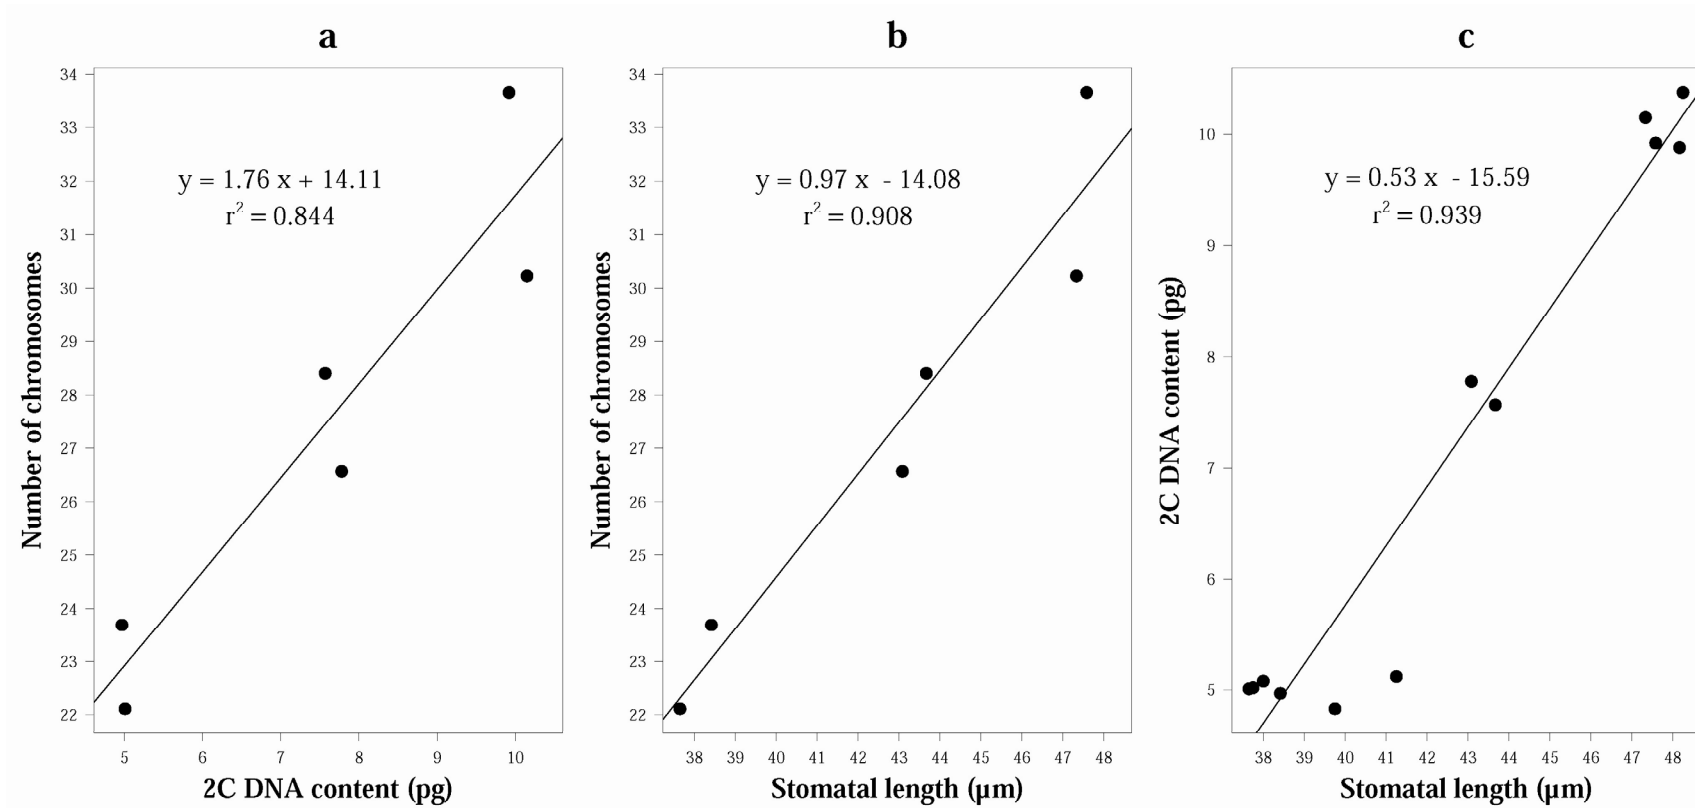 a
34
33
32
31
30
29
28
27
26
25
24
23
22
y = 1.76 x + 14.11
r² = 0.844
Number of chromosomes
5 6 7 8 9 10
2C DNA content (pg)
b
34
33
32
31
30
29
28
27
26
25
24
23
22
y = 0.97 x - 14.08
r² = 0.908
Number of chromosomes
38 39 40 41 42 43 44 45 46 47 48
Stomatal length (µm)
c
10
9
8
7
6
5
y = 0.53 x - 15.59
r² = 0.939
2C DNA content (pg)
38 39 40 41 42 43 44 45 46 47 48
Stomatal length (µm)